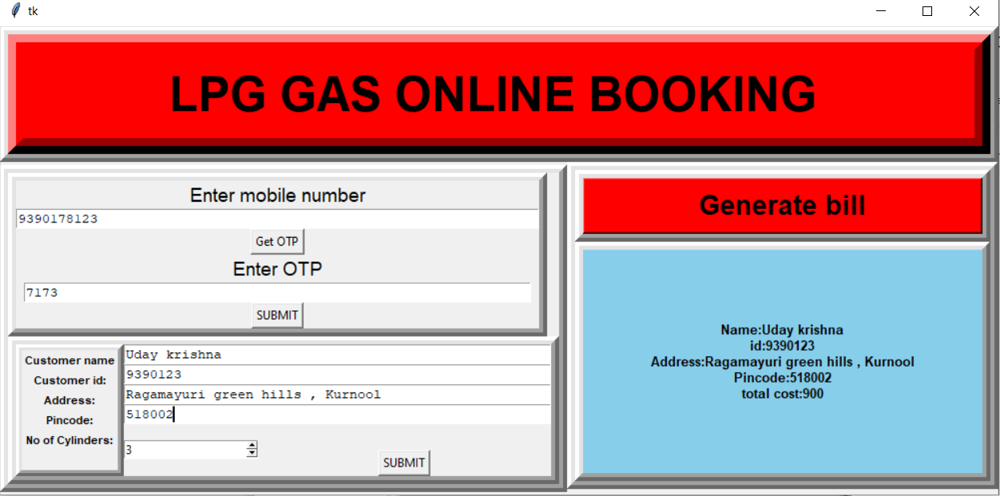 tk
LPG GAS ONLINE BOOKING
Enter mobile number
9390178123
Get OTP
Enter OTP
7173
SUBMIT
Customer name
Uday krishna
Customer id:
9390123
Address:
Ragamayuri green hills , Kurnool
Pincode:
518002
No of Cylinders:
3
SUBMIT
Generate bill
Name:Uday krishna
id:9390123
Address:Ragamayuri green hills , Kurnool
Pincode:518002
total cost:900